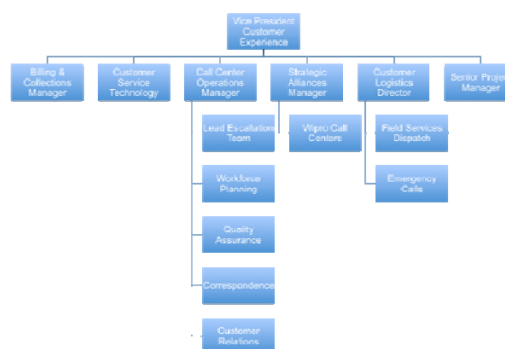 Vice President
Customer
Experience
Billing &
Collections
Manager
Customer
Service
Technology
Call Center
Operations
Manager
Strategic
Alliances
Manager
Customer
Logistics
Director
Senior Project
Manager
Lead Escallation
Team
Wipro Call
Centers
Field Services
Dispatch
Workforce
Planning
Emergency
Calls
Quality
Assurance
Correspondence
Customer
Relations